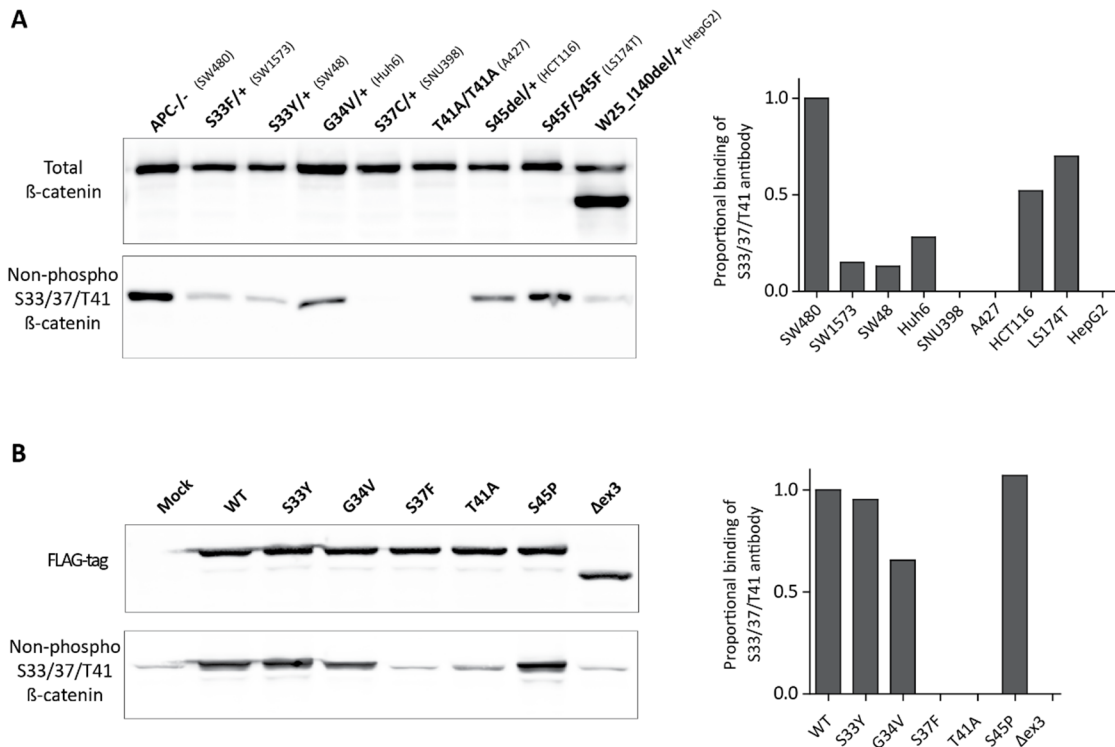 A
APC-/- (SW480)
S33F/+ (SW1573)
S33Y/+ (SW48)
G34V/+ (Huh6)
S37C/+ (SNU398)
T41A/T41A (A427)
S45del/+ (HCT116)
S45F/S45F (LS174T)
W25_I140del/+ (HepG2)
Total
ß-catenin
Non-phospho
S33/37/T41
ß-catenin
Proportional binding of
S33/37/T41 antibody
1.0
0.5
0.0
SW480
SW1573
SW48
Huh6
SNU398
A427
HCT116
LS174T
HepG2
B
Mock
WT
S33Y
G34V
S37F
T41A
S45P
Δex3
FLAG-tag
Non-phospho
S33/37/T41
ß-catenin
Proportional binding of
S33/37/T41 antibody
1.0
0.5
0.0
WT
S33Y
G34V
S37F
T41A
S45P
Δex3